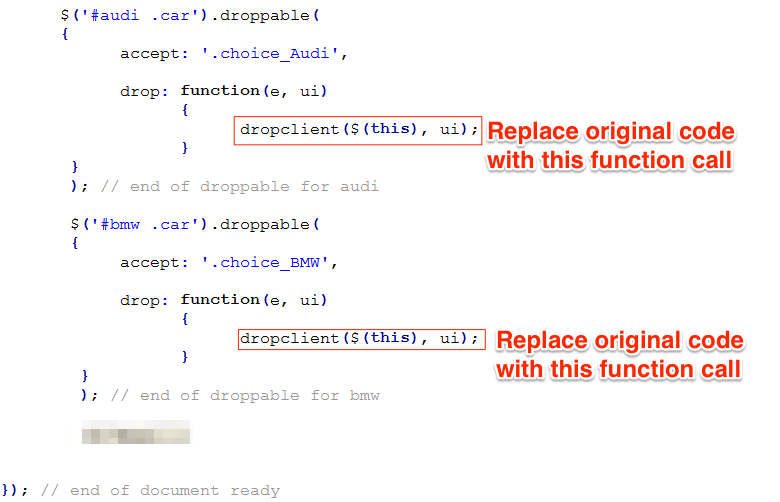 $('#audi .car').droppable(
{
accept: '.choice_Audi',
drop: function(e, ui)
{
dropclient($(this), ui); Replace original code
with this function call
}
}
); // end of droppable for audi
$('#bmw .car').droppable(
{
accept: '.choice_BMW',
drop: function(e, ui)
{
dropclient($(this), ui); Replace original code
with this function call
}
}
); // end of droppable for bmw
}); // end of document ready